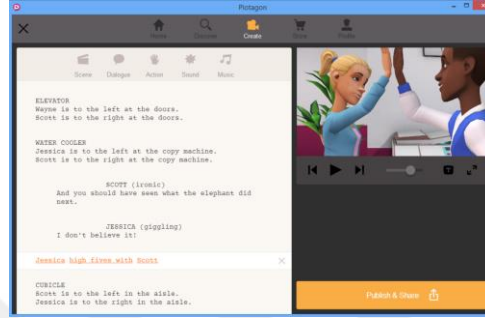 Plotagon
Home
Discover
Create
Store
Profile
Scene
Dialogue
Action
Sound
Music
ELEVATOR
Wayne is to the left at the doors.
Scott is to the right at the doors.
WATER COOLER
Jessica is to the left at the copy machine.
Scott is to the right at the copy machine.
SCOTT (ironic)
And you should have seen what the elephant did
next.
JESSICA (giggling)
I don't believe it!
Jessica high fives with Scott
CUBICLE
Scott is to the left in the aisle.
Jessica is to the right in the aisle.
Publish & Share